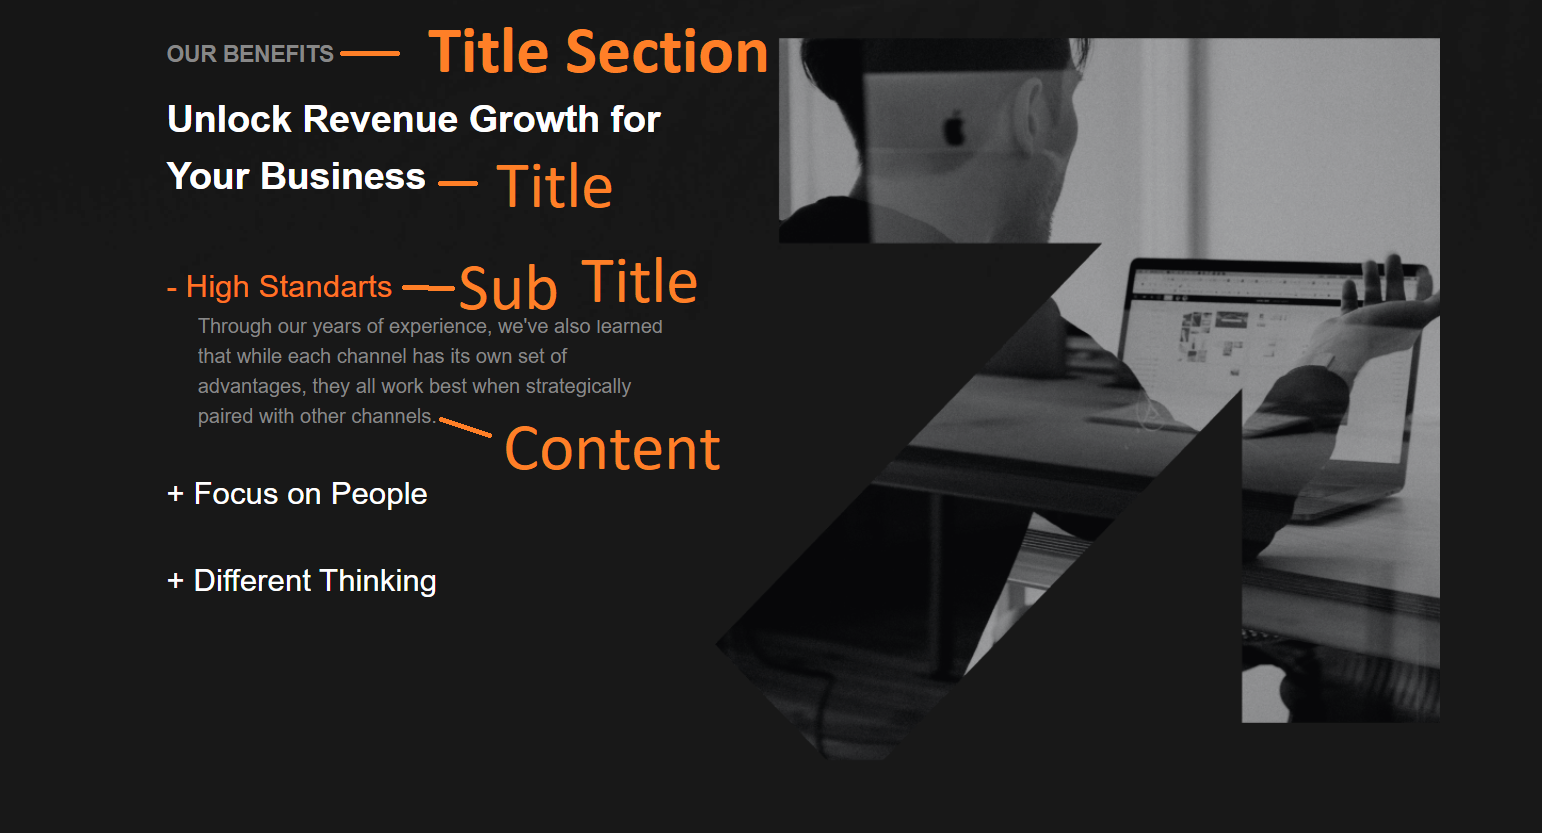 OUR BENEFITS Title Section
Unlock Revenue Growth for
Your Business Title
- High Standarts Sub Title
Through our years of experience, we've also learned
that while each channel has its own set of
advantages, they all work best when strategically
paired with other channels.
Content
+ Focus on People
+ Different Thinking